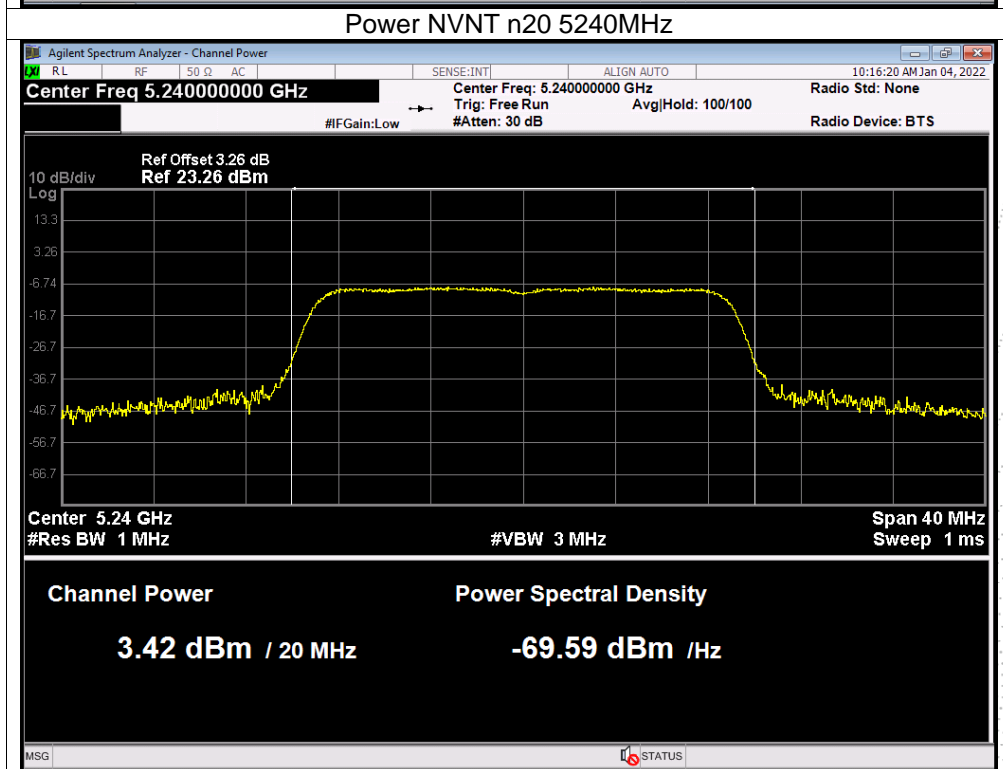 Power NVNT n20 5240MHz
Agilent Spectrum Analyzer - Channel Power
LXI RL RF 50 Ω AC SENSE:INT ALIGN AUTO 10:16:20 AM Jan 04, 2022
Center Freq 5.240000000 GHz Center Freq: 5.240000000 GHz Radio Std: None
Trig: Free Run Avg|Hold: 100/100
#IFGain:Low #Atten: 30 dB Radio Device: BTS
Ref Offset 3.26 dB
10 dB/div Ref 23.26 dBm
Log
13.3
3.26
-6.74
-16.7
-26.7
-36.7
-46.7
-56.7
-66.7
Center 5.24 GHz Span 40 MHz
#Res BW 1 MHz #VBW 3 MHz Sweep 1 ms
Channel Power Power Spectral Density
3.42 dBm / 20 MHz -69.59 dBm /Hz
MSG STATUS